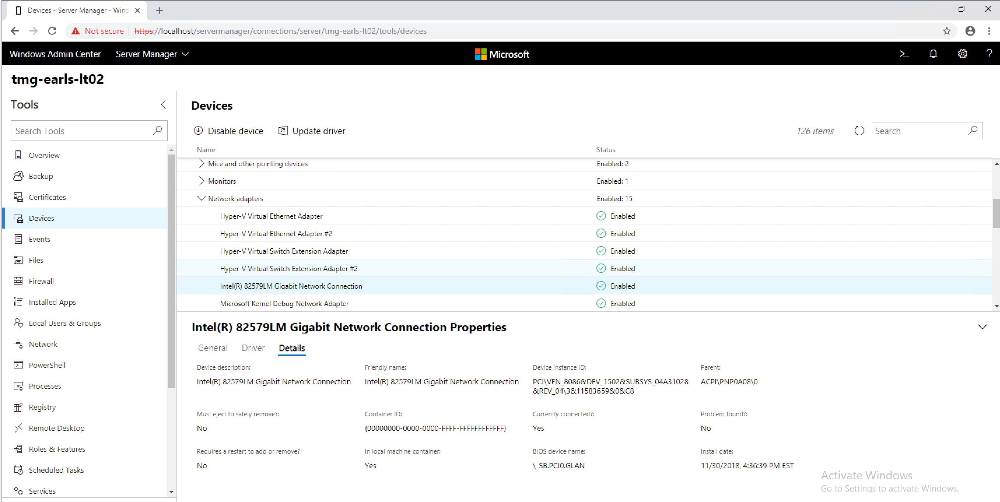 Devices - Server Manager - Wind
Not secure https://localhost/servermanager/connections/server/tmg-earls-lt02/tools/devices
Windows Admin Center Server Manager Microsoft
tmg-earls-lt02
Tools
Search Tools
Overview
Backup
Certificates
Devices
Events
Files
Firewall
Installed Apps
Local Users & Groups
Network
PowerShell
Processes
Registry
Remote Desktop
Roles & Features
Scheduled Tasks
Services
Devices
Disable device Update driver 126 items Search
Name Status
Mice and other pointing devices Enabled: 2
Monitors Enabled: 1
Network adapters Enabled: 15
Hyper-V Virtual Ethernet Adapter Enabled
Hyper-V Virtual Ethernet Adapter #2 Enabled
Hyper-V Virtual Switch Extension Adapter Enabled
Hyper-V Virtual Switch Extension Adapter #2 Enabled
Intel(R) 82579LM Gigabit Network Connection Enabled
Microsoft Kernel Debug Network Adapter Enabled
Intel(R) 82579LM Gigabit Network Connection Properties
General Driver Details
Device description: Friendly name: Device instance ID: Parent:
Intel(R) 82579LM Gigabit Network Connection Intel(R) 82579LM Gigabit Network Connection PCI\VEN_8086&DEV_1502&SUBSYS_04A31028 ACPI\PNP0A08\0
&REV_04\3&11583659&0&C8
Must eject to safely remove?: Container ID: Currently connected?: Problem found?:
No {00000000-0000-0000-FFFF-FFFFFFFFFFFF} Yes No
Requires a restart to add or remove?: In local machine container: BIOS device name: Install date:
No Yes \_SB.PCI0.GLAN 11/30/2018, 4:36:39 PM EST
Activate Windows
Go to Settings to activate Windows.